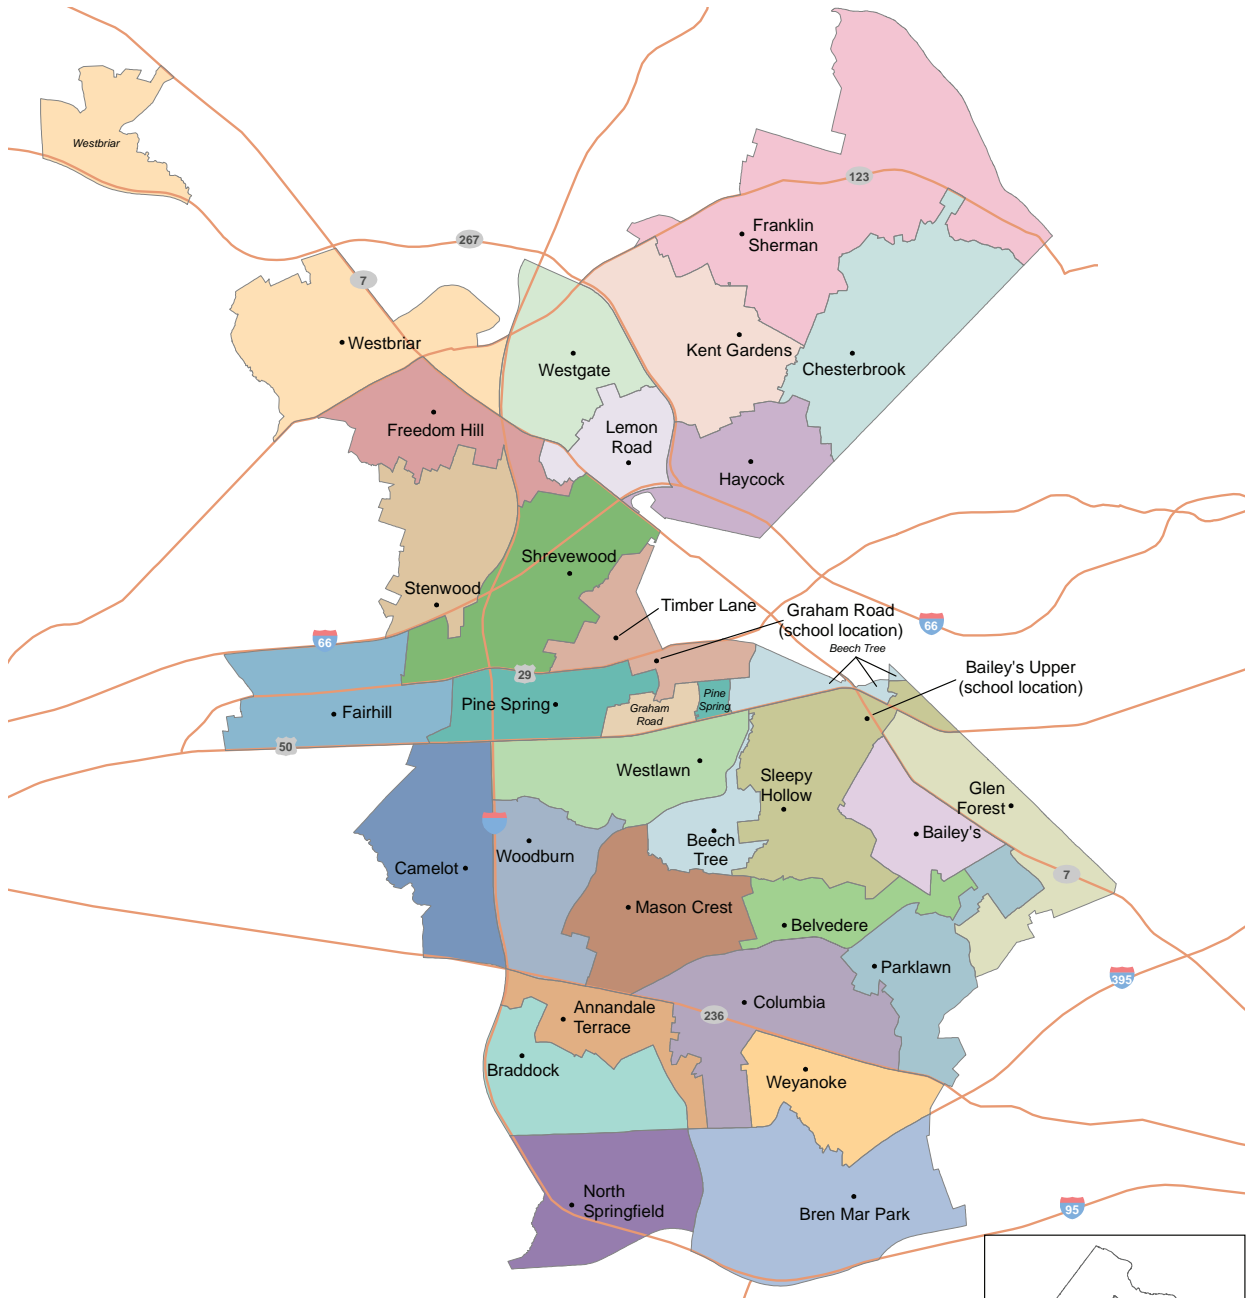 Westbriar
123
Franklin
Sherman
267
7
Westbriar
Kent Gardens
Westgate
Chesterbrook
Freedom Hill
Lemon
Road
Haycock
Shrevewood
Stenwood
Timber Lane
Graham Road
(school location)
Beech Tree
66
66
Bailey's Upper
(school location)
29
Pine Spring
Pine
Spring
Graham
Road
Fairhill
50
Westlawn
Sleepy
Hollow
Glen
Forest
Bailey's
Beech
Tree
Woodburn
Camelot
7
Mason Crest
Belvedere
Parklawn
395
Columbia
Annandale
Terrace
236
Braddock
Weyanoke
North
Springfield
Bren Mar Park
95